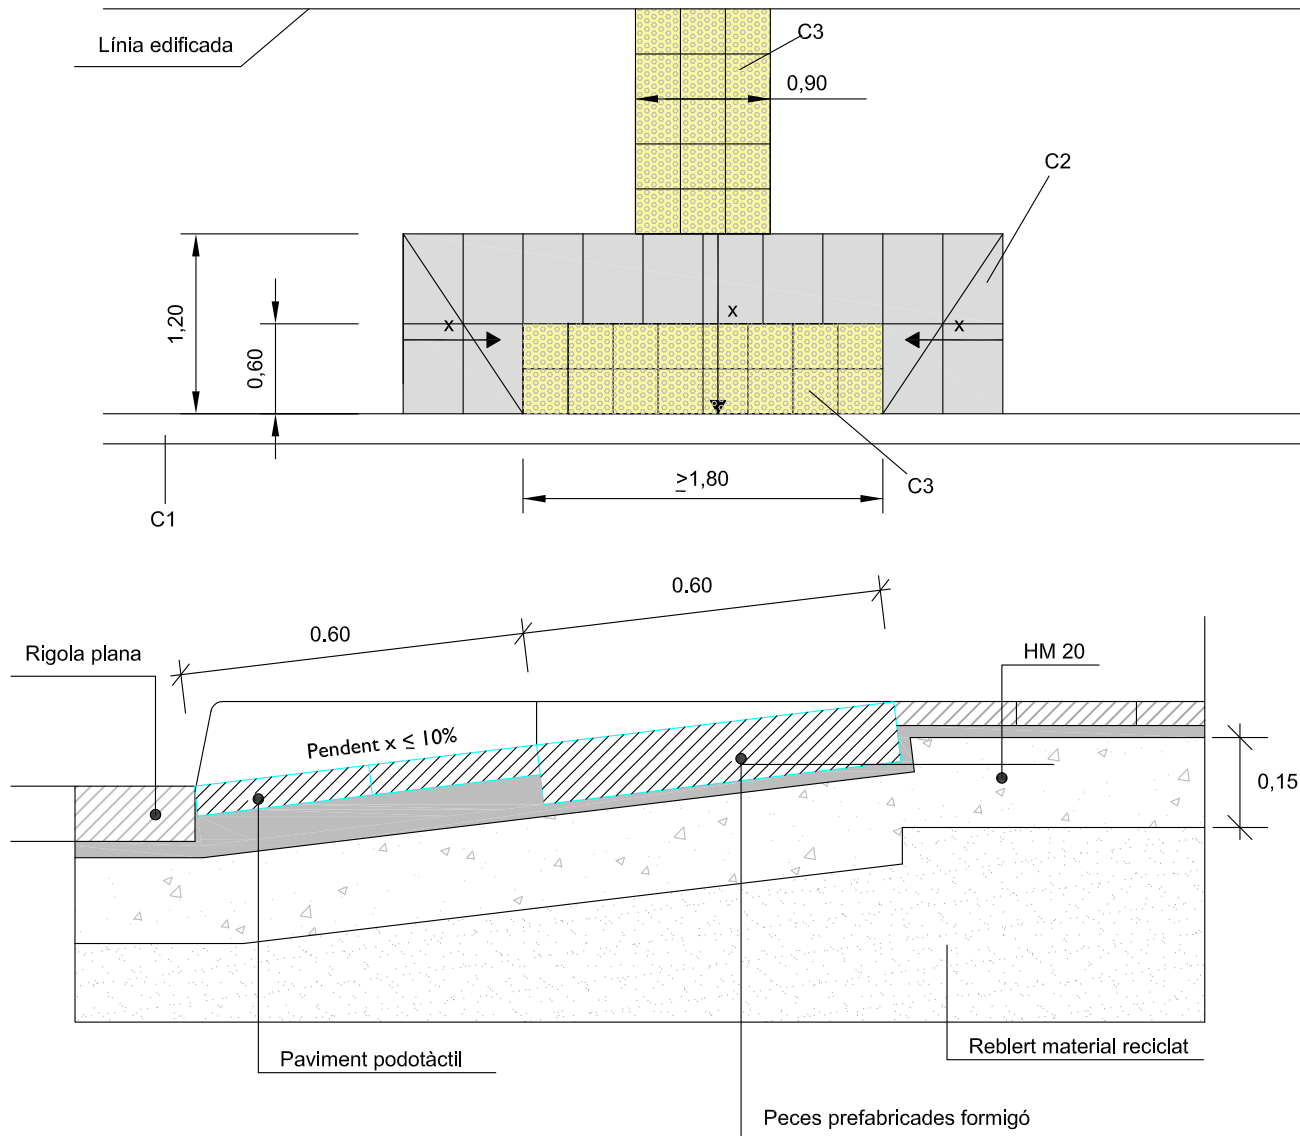 Línia edificada
C3
0,90
C2
1,20
0,60
x
x
x
≥1,80
C3
C1
0.60
0.60
Rigola plana
HM 20
Pendent x ≤ 10%
0,15
Paviment podotàctil
Reblert material reciclat
Peces prefabricades formigó